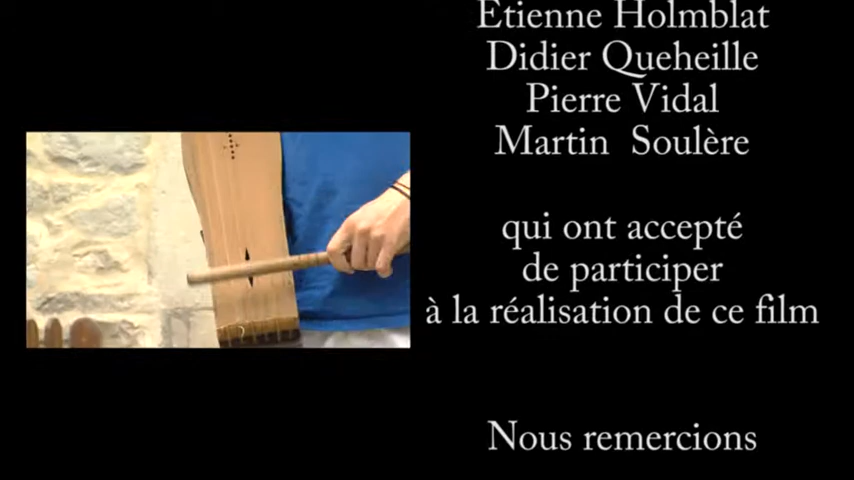 Etienne Holmblat
Didier Queheille
Pierre Vidal
Martin Soulère
qui ont accepté
de participer
à la réalisation de ce film
Nous remercions